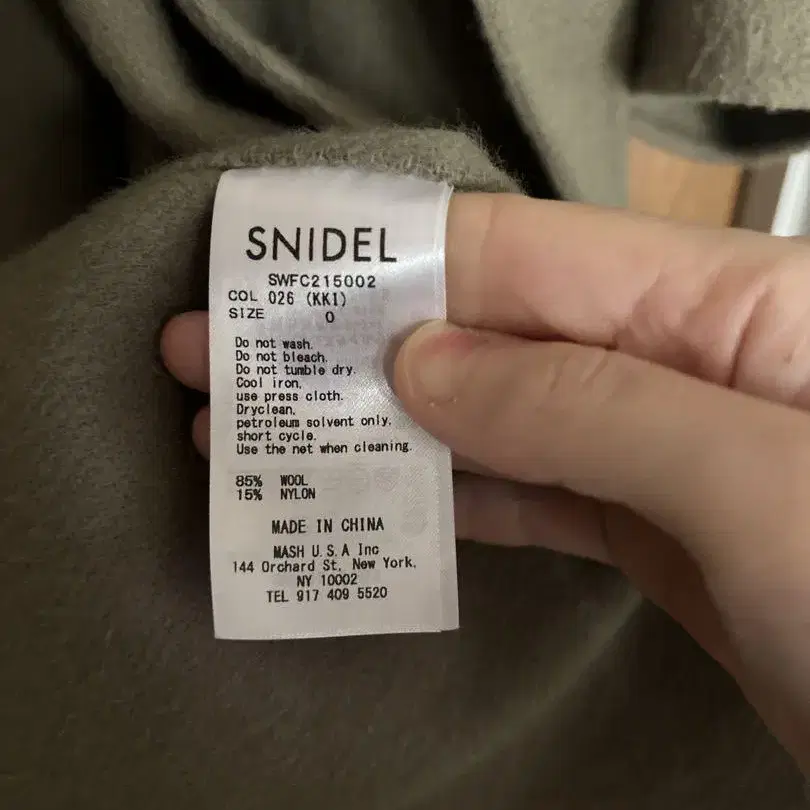 SNIDEL
SWFC215002
COL 026 (KKI)
SIZE 0
Do not wash.
Do not bleach.
Do not tumble dry.
Cool iron,
use press cloth.
Dryclean,
petroleum solvent only,
short cycle.
Use the net when cleaning.
85% WOOL
15% NYLON
MADE IN CHINA
MASH U.S.A Inc
144 Orchard St, New York,
NY 10002
TEL 917 409 5520